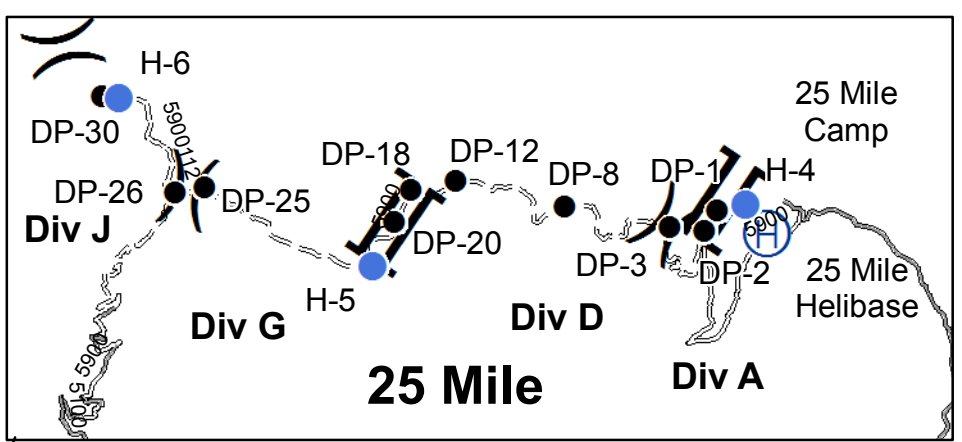 H-6
DP-30
5900112
25 Mile
Camp
DP-18
DP-12
DP-8
DP-1
H-4
DP-26
DP-25
5900
DP-20
5900
H
DP-3
DP-2
Div J
H-5
25 Mile
Helibase
Div G
Div D
Div A
25 Mile
5900
5100